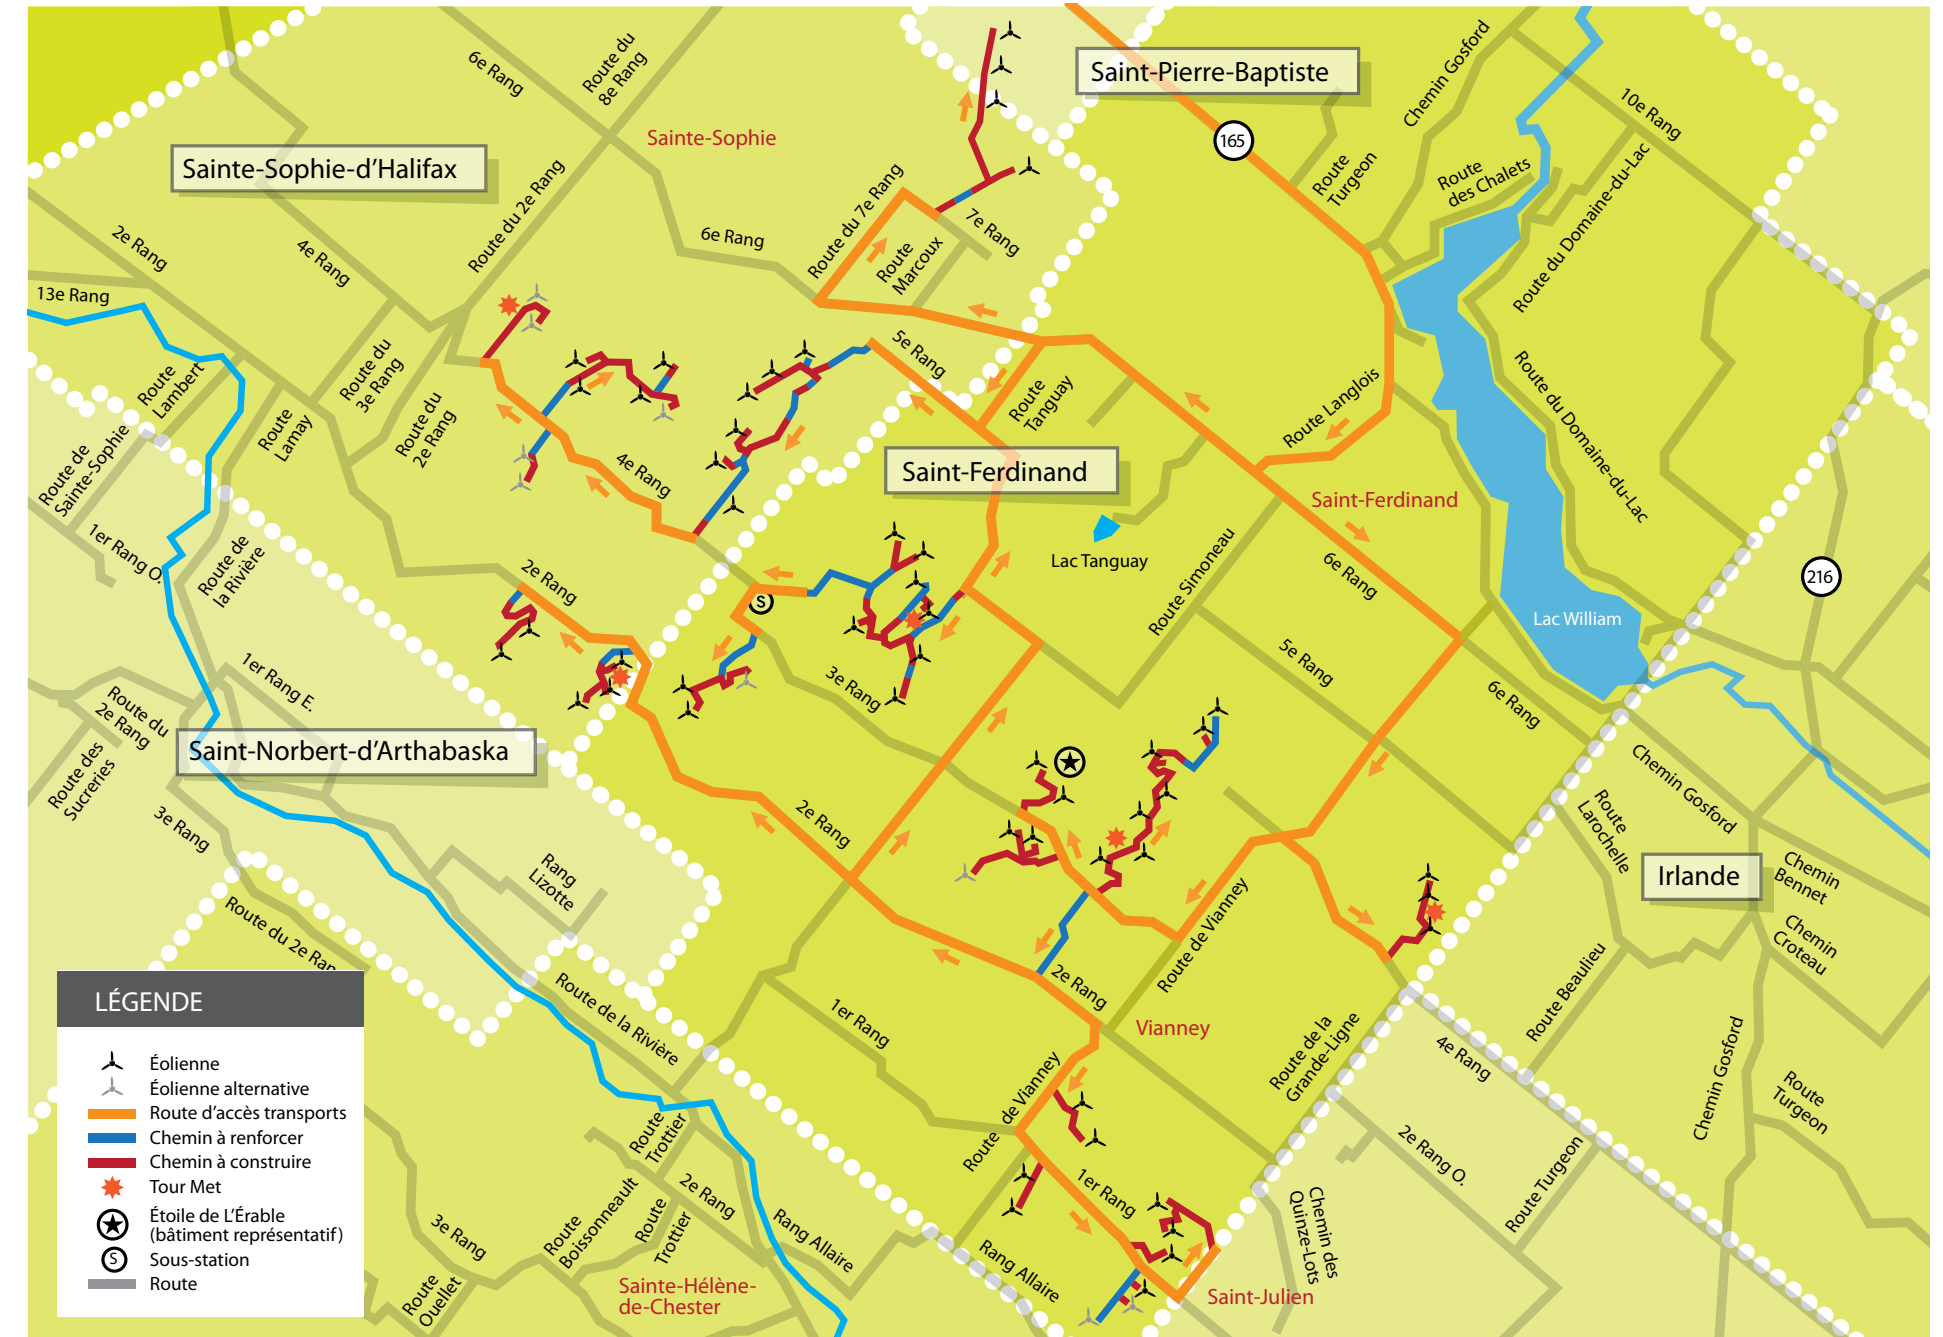 Saint-Pierre-Baptiste
Chemin Gosford
10e Rang
6e Rang
Route du
8e Rang
Sainte-Sophie
165
Sainte-Sophie-d'Halifax
Route
Turgeon
Route
des Chalets
Route du Domaine-du-Lac
Route du 2e Rang
Route du 7e Rang
7e Rang
Route
Marcoux
6e Rang
2e Rang
4e Rang
13e Rang
5e Rang
Route
Lambert
Route du
3e Rang
Route
Lamay
Route du
2e Rang
Route
Tanguay
Route Langlois
Route du Domaine-du-Lac
Route de
Sainte-Sophie
4e Rang
Saint-Ferdinand
Saint-Ferdinand
1er Rang O.
Route de
la Rivière
Lac Tanguay
Route Simoneau
6e Rang
216
2e Rang
S
Lac William
3e Rang
5e Rang
6e Rang
1er Rang E.
Route du
2e Rang
Saint-Norbert-d'Arthabaska
Route des
Sucreries
3e Rang
2e Rang
Chemin Gosford
Route
Larochelle
Irlande
Chemin
Bennet
Rang
Lizotte
Route du 2e Ran
Route de Vianney
Chemin
Croteau
2e Rang
Route Beaulieu
Route de la Rivière
1er Rang
Vianney
Route de la
Grande-Ligne
4e Rang
Chemin Gosford
Route
Turgeon
Route de Vianney
Route
Trottier
2e Rang O.
Route Turgeon
1er Rang
2e Rang
Chemin des
Quinze-Lots
3e Rang
Route
Boissonneault
Route
Trottier
Rang Allaire
Rang Allaire
Route
Ouellet
Sainte-Hélène-
de-Chester
Saint-Julien
LÉGENDE
Éolienne
Éolienne alternative
Route d'accès transports
Chemin à renforcer
Chemin à construire
Tour Met
Étoile de L'Érable
(bâtiment représentatif)
S Sous-station
Route